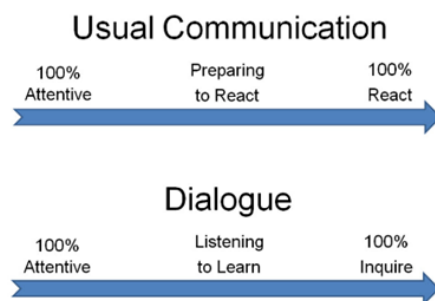 Usual Communication
100%
Attentive
Preparing
to React
100%
React
Dialogue
100%
Attentive
Listening
to Learn
100%
Inquire